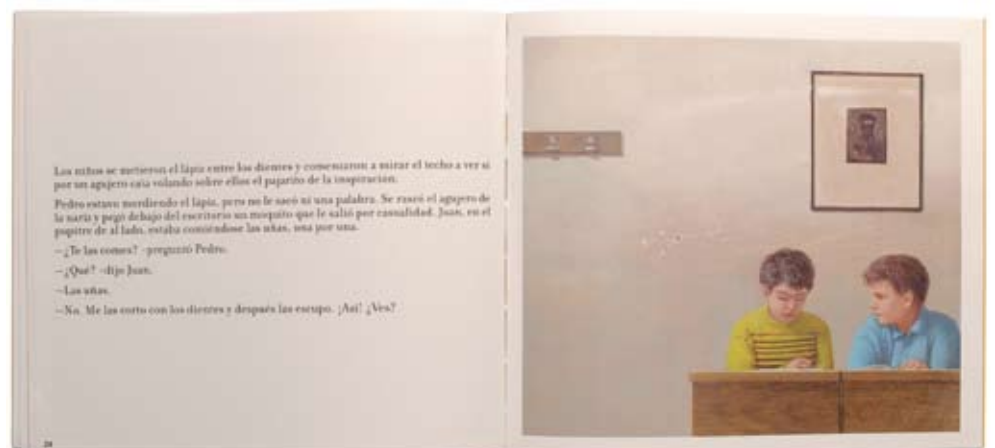 Los niños se metieron el lápiz entre los dientes y comenzaron a mirar el techo a ver si
por un agujero caía volando sobre ellos el pajarito de la inspiración.
Pedro estuvo mordiendo el lápiz, pero no le sacó ni una palabra. Se rascó el agujero de
la nariz y pegó debajo del escritorio un moquito que le salió por casualidad. Juan, en el
pupitre de al lado, estaba comiéndose las uñas, una por una.
—¿Te las comes? -preguntó Pedro.
—¿Qué? -dijo Juan.
—Las uñas.
—No. Me las corto con los dientes y después las escupo. ¡Así! ¿Ves?
24